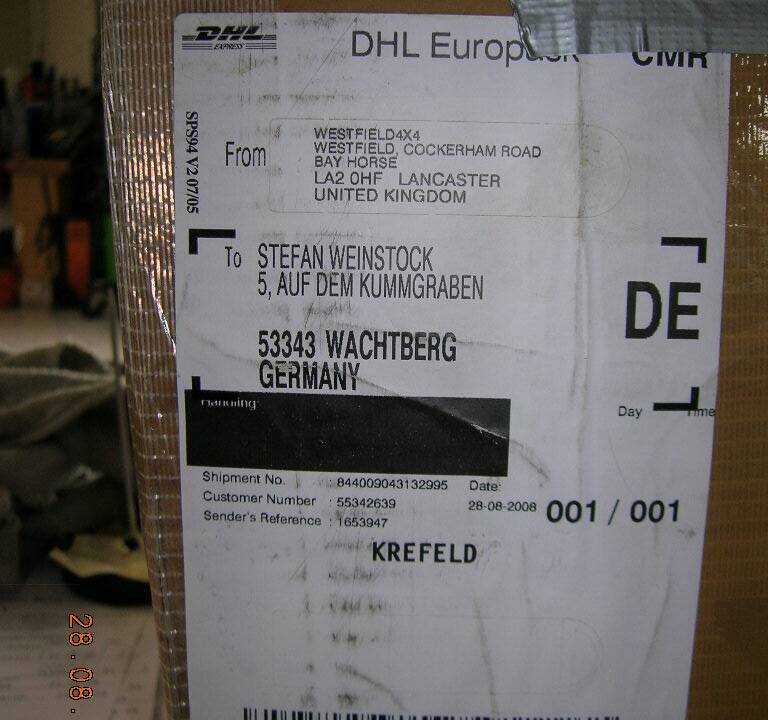 DHL
EXPRESS
DHL Europack CMR
SPS94 V2 07/05
From
WESTFIELD4X4
WESTFIELD, COCKERHAM ROAD
BAY HORSE
LA2 0HF LANCASTER
UNITED KINGDOM
To STEFAN WEINSTOCK
5, AUF DEM KUMMGRABEN
53343 WACHTBERG
GERMANY
DE
Handling
Day Time
Shipment No. : 844009043132995 Date:
Customer Number : 55342639 28-08-2008 001 / 001
Sender's Reference : 1653947
KREFELD
28.08.